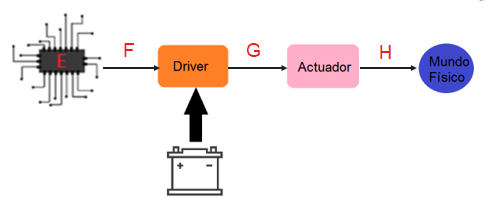 F
G
H
E
Driver
Actuador
Mundo
Físico
+ -